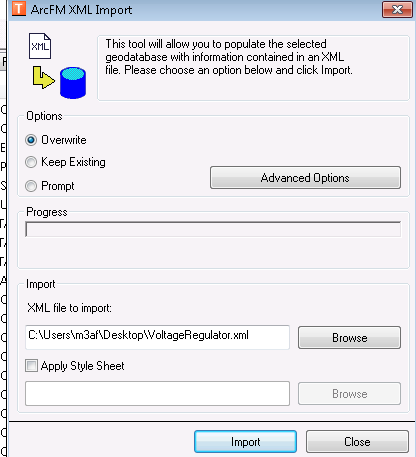 T ArcFM XML Import
XML
This tool will allow you to populate the selected
geodatabase with information contained in an XML
file. Please choose an option below and click Import.
Options
Overwrite
Keep Existing
Prompt
Advanced Options
Progress
Import
XML file to import:
C:\Users\m3af\Desktop\VoltageRegulator.xml
Browse
Apply Style Sheet
Browse
Import
Close